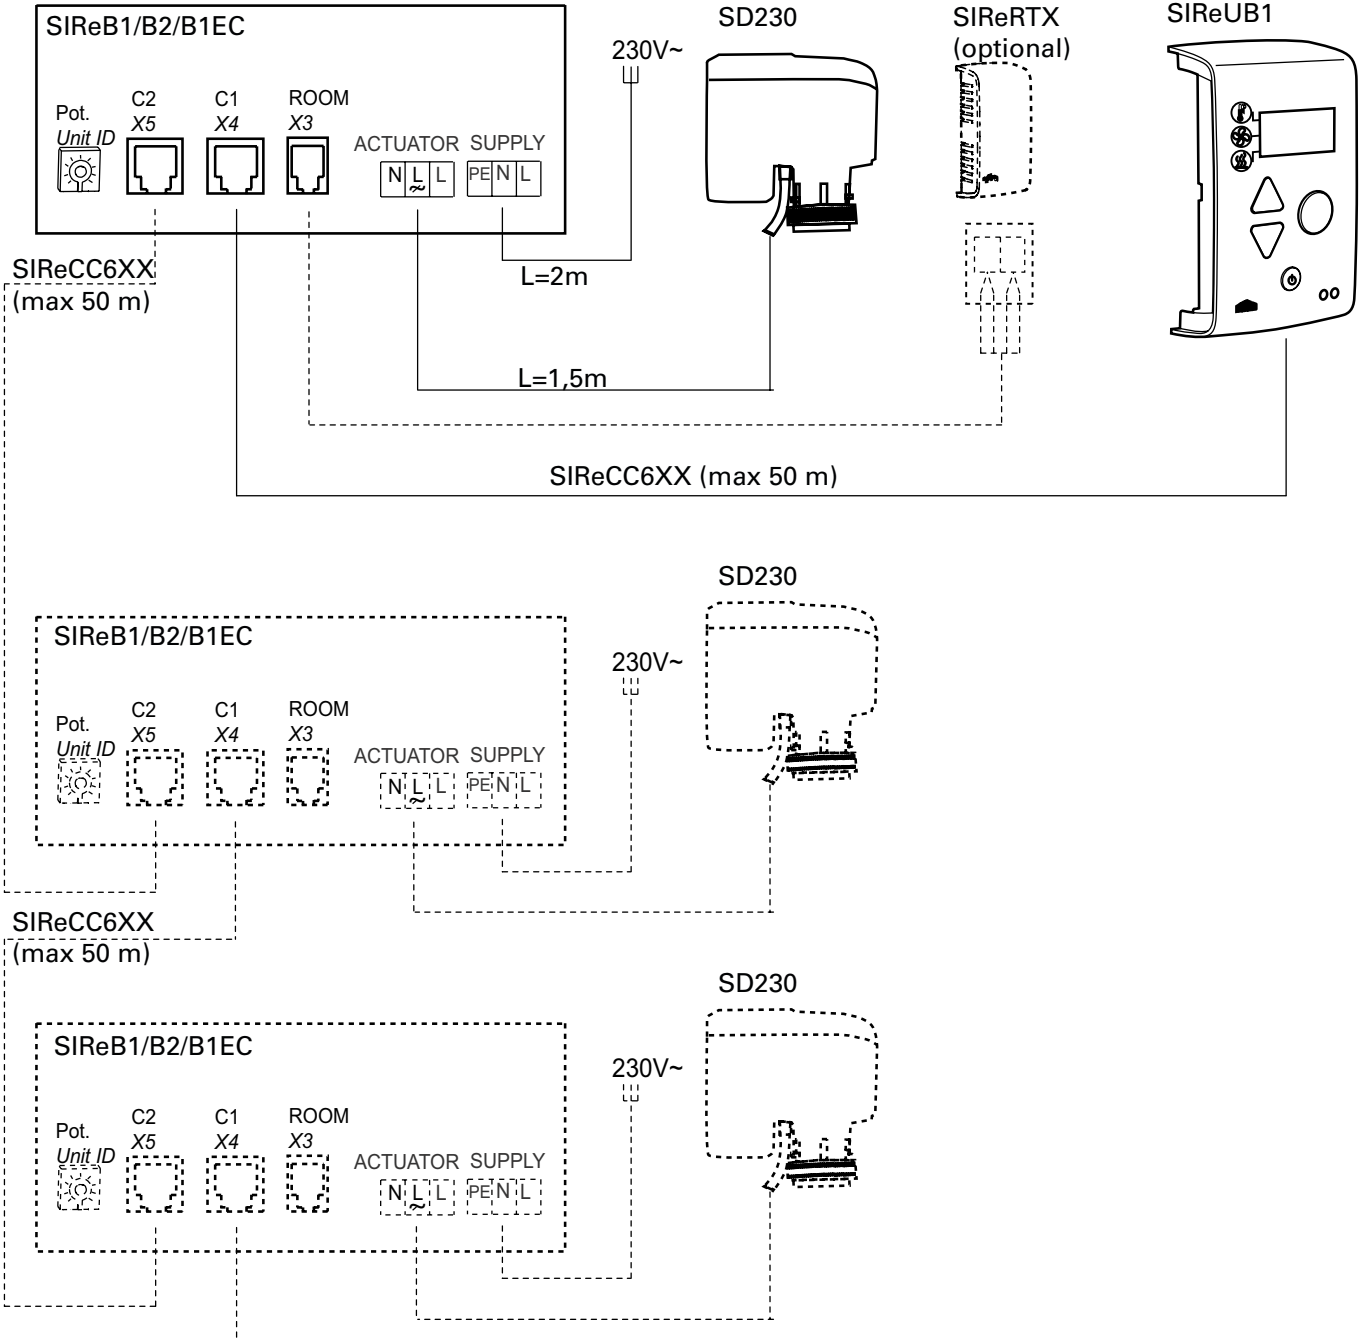 SIReB1/B2/B1EC
SD230
SIReRTX
(optional)
SIReUB1
230V~
Pot.
Unit ID
C2
X5
C1
X4
ROOM
X3
ACTUATOR SUPPLY
N L L PE N L
~
SIReCC6XX
(max 50 m)
L=2m
L=1,5m
SIReCC6XX (max 50 m)
SD230
SIReB1/B2/B1EC
230V~
Pot.
Unit ID
C2
X5
C1
X4
ROOM
X3
ACTUATOR SUPPLY
N L L PE N L
~
SIReCC6XX
(max 50 m)
SD230
SIReB1/B2/B1EC
230V~
Pot.
Unit ID
C2
X5
C1
X4
ROOM
X3
ACTUATOR SUPPLY
N L L PE N L
~